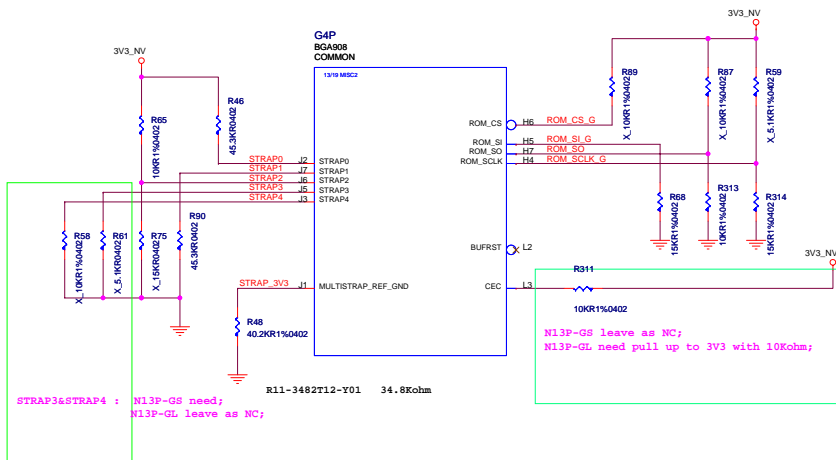 G4P
BGA908
COMMON
13/19 MISC2
3V3_NV
3V3_NV
R65
10KR1%0402
R46
45.3KR0402
R89
X_10KR1%0402
R87
X_10KR1%0402
R59
X_5.1KR0402
STRAP0 J2 STRAP0
STRAP1 J7 STRAP1
STRAP2 J6 STRAP2
STRAP3 J5 STRAP3
STRAP4 J3 STRAP4
ROM_CS H6 ROM_CS_G
ROM_SI H5 ROM_SI_G
ROM_SO H7 ROM_SO
ROM_SCLK H4 ROM_SCLK_G
R58
X_10KR1%0402
R61
X_5.1KR0402
R75
X_15KR0402
R90
45.3KR0402
R68
15KR1%0402
R313
10KR1%0402
R314
15KR1%0402
BUFRST L2
3V3_NV
STRAP_3V3 J1 MULTISTRAP_REF_GND
CEC L3
R311
10KR1%0402
R48
40.2KR1%0402
N13P-GS leave as NC;
N13P-GL need pull up to 3V3 with 10Kohm;
R11-3482T12-Y01 34.8Kohm
STRAP3&STRAP4 : N13P-GS need;
N13P-GL leave as NC;